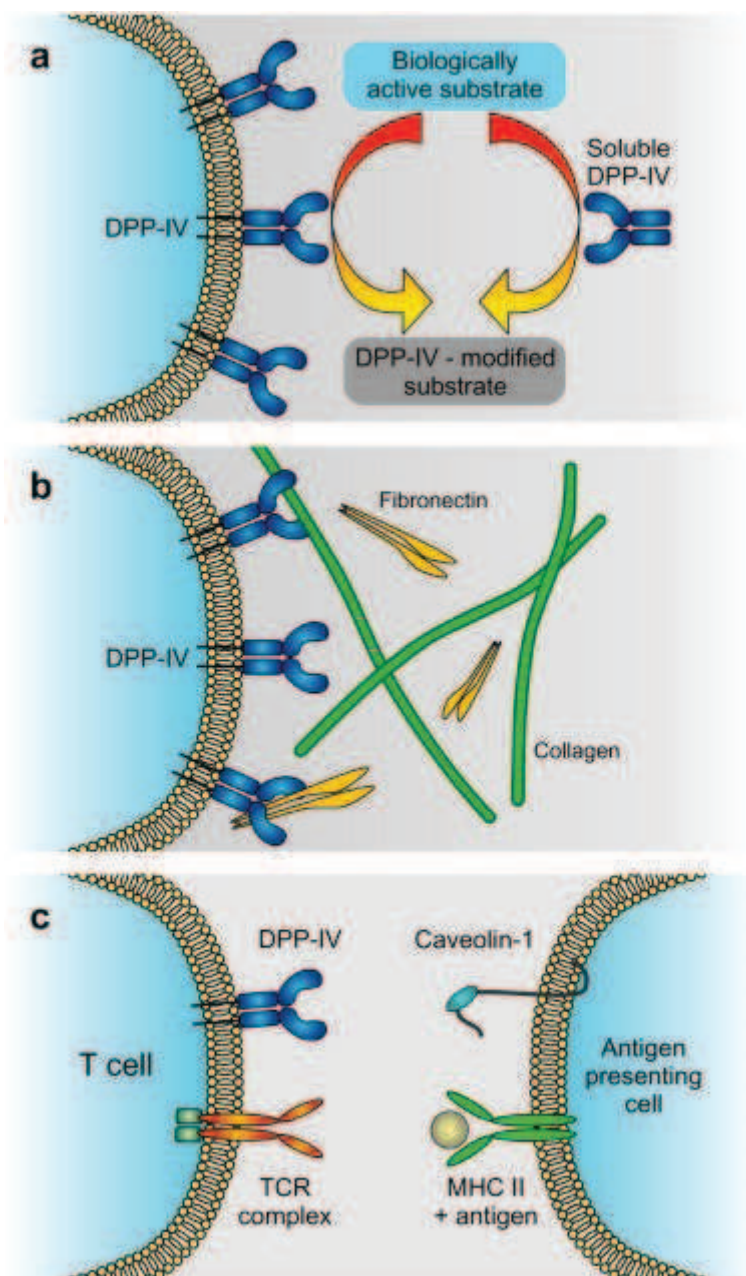 a
Biologically
active substrate
Soluble
DPP-IV
DPP-IV
DPP-IV - modified
substrate
b
Fibronectin
DPP-IV
Collagen
c
DPP-IV
Caveolin-1
T cell
Antigen
presenting
cell
TCR
complex
MHC II
+ antigen